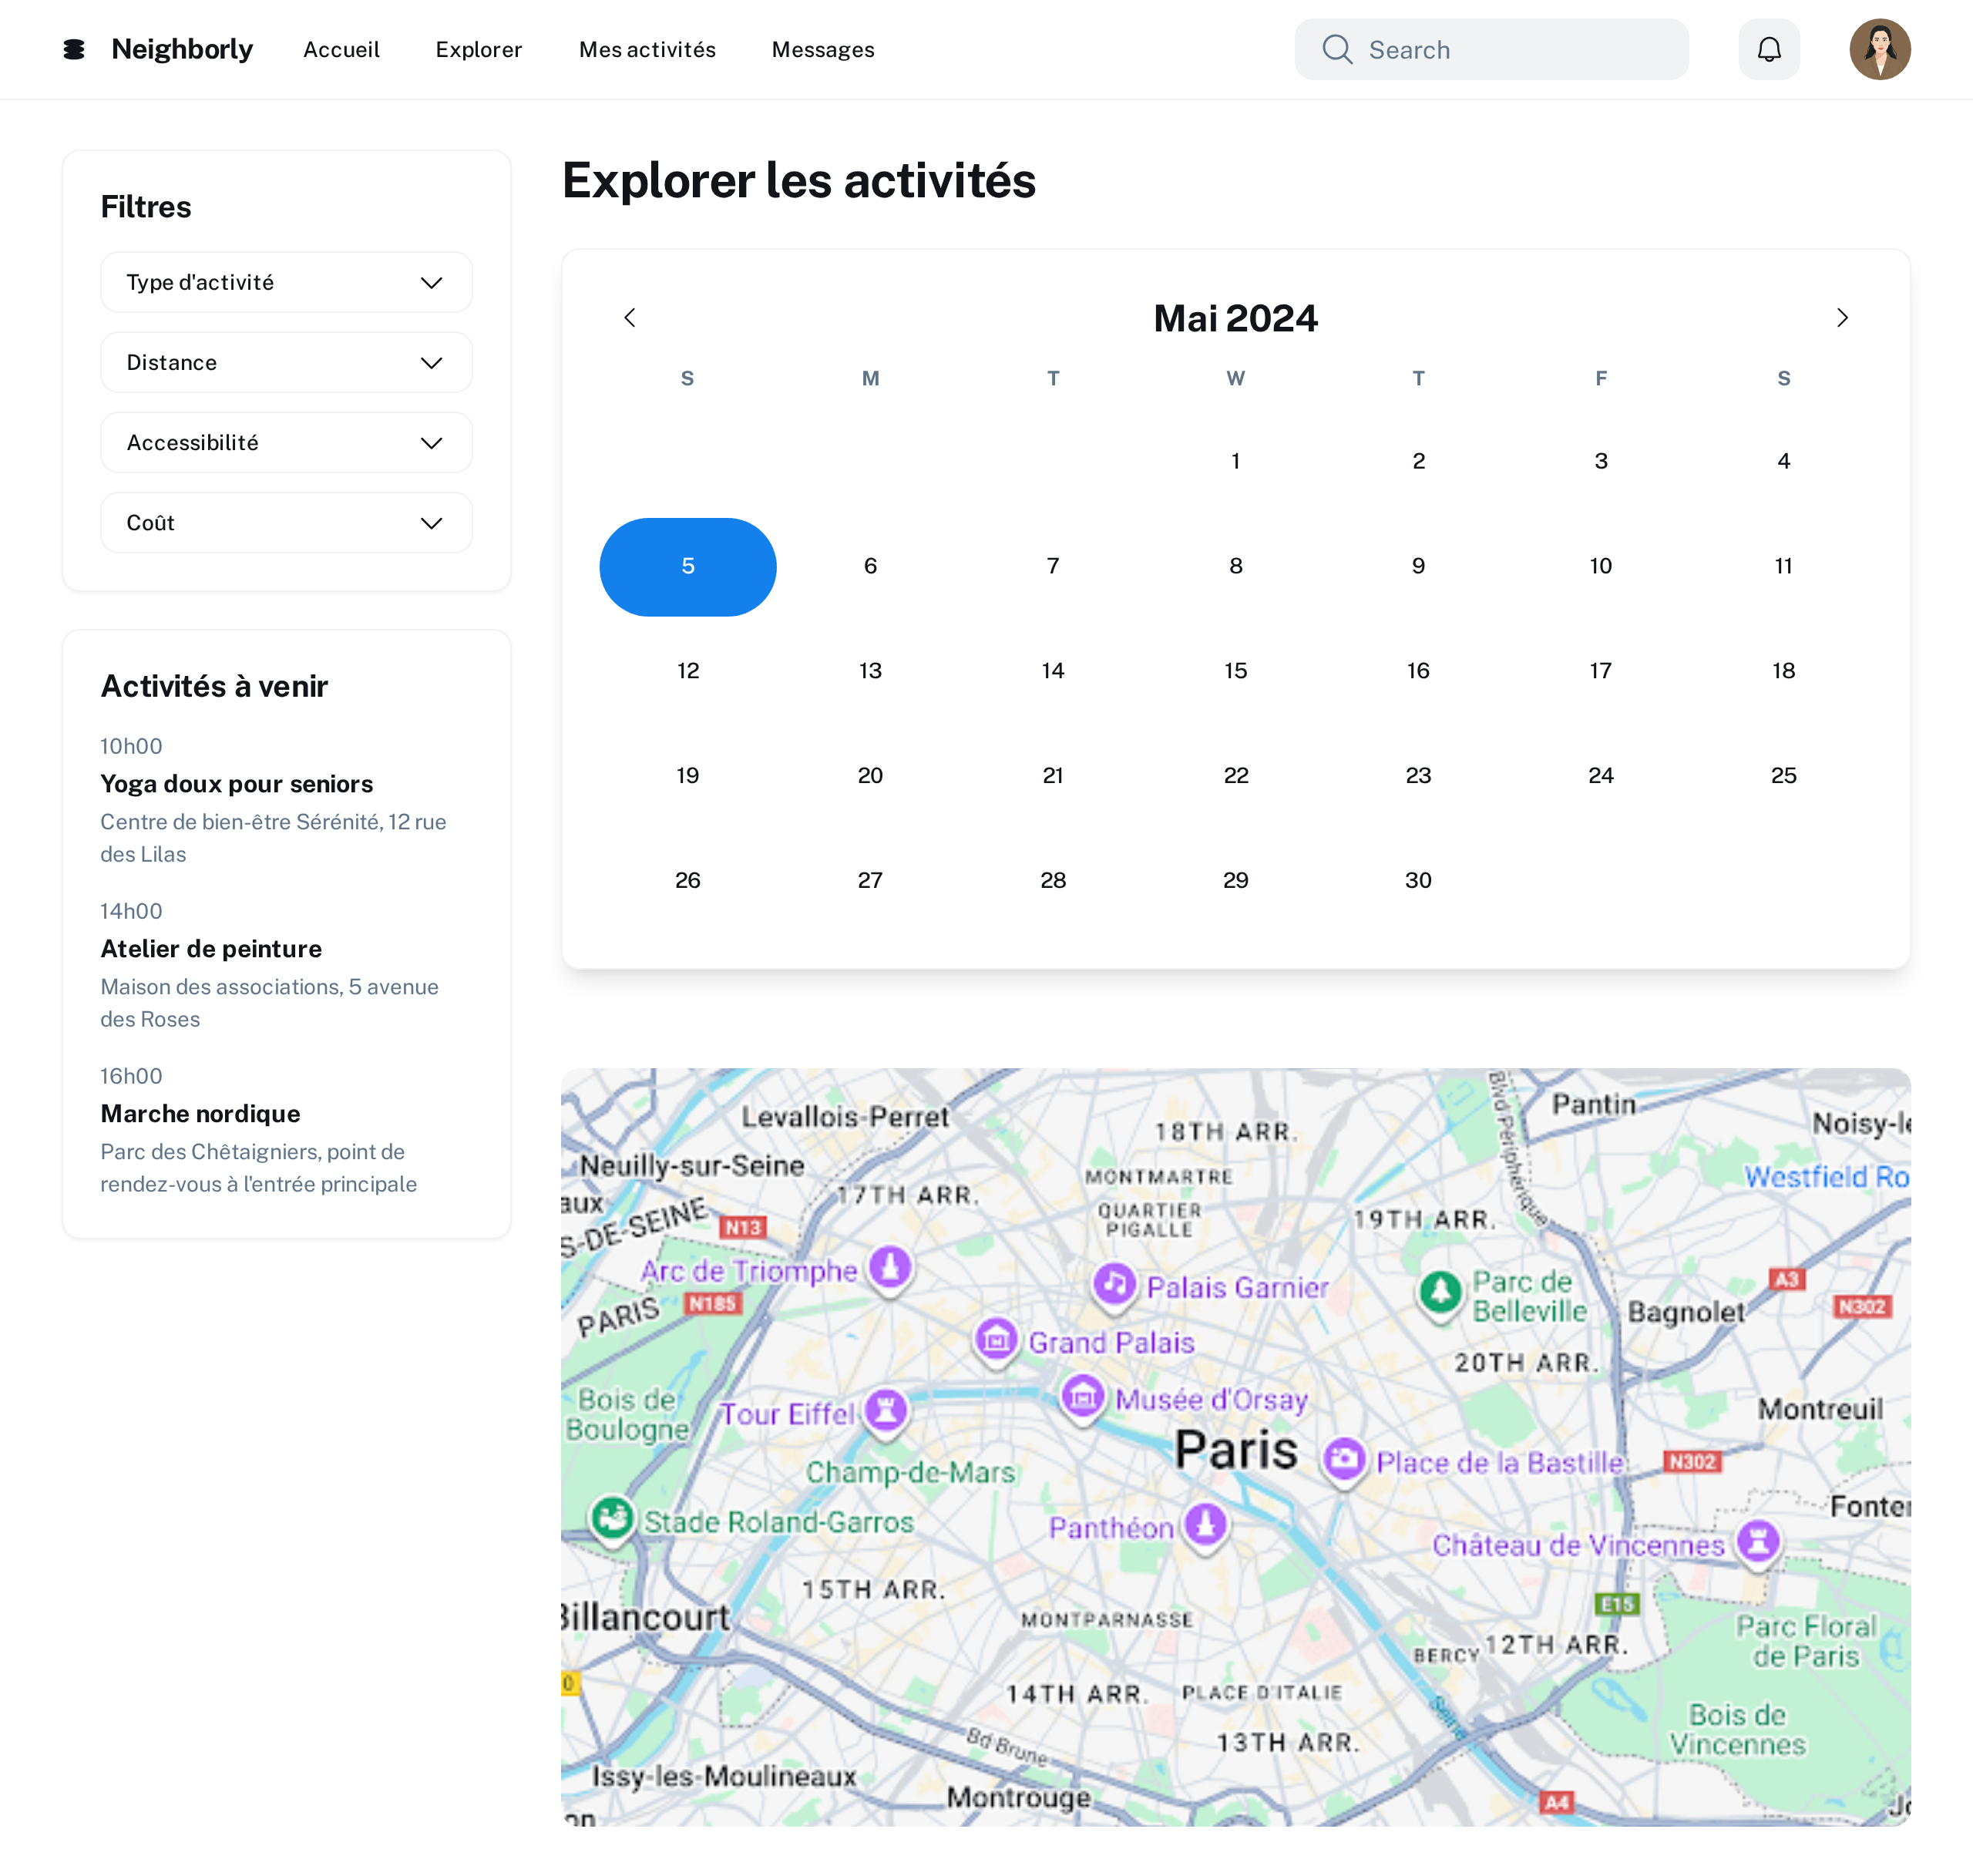 Neighborly Accueil Explorer Mes activités Messages Search
Filtres
Type d'activité
Distance
Accessibilité
Coût
Activités à venir
10h00
Yoga doux pour seniors
Centre de bien-être Sérénité, 12 rue
des Lilas
14h00
Atelier de peinture
Maison des associations, 5 avenue
des Roses
16h00
Marche nordique
Parc des Chêtaigniers, point de
rendez-vous à l'entrée principale
Explorer les activités
Mai 2024
S M T W T F S
1 2 3 4
5 6 7 8 9 10 11
12 13 14 15 16 17 18
19 20 21 22 23 24 25
26 27 28 29 30
Levallois-Perret
Pantin
Noisy-le
18TH ARR.
Blvd Périphérique
Neuilly-sur-Seine
MONTMARTRE
Westfield Ro
17TH ARR.
aux
S-DE-SEINE
QUARTIER
PIGALLE
19TH ARR.
N13
Arc de Triomphe
Palais Garnier
Parc de
Belleville
A3
N185
PARIS
Bagnolet
N302
Grand Palais
20TH ARR.
Bois de
Boulogne
Tour Eiffel
Musée d'Orsay
Montreuil
Paris
Place de la Bastille
N302
Champ-de-Mars
Fonter
Stade Roland-Garros
Panthéon
Château de Vincennes
15TH ARR.
E15
Billancourt
MONTPARNASSE
Parc Floral
de Paris
BERCY
12TH ARR.
0
14TH ARR.
PLACE D'ITALIE
Seine
Bois de
Vincennes
13TH ARR.
Bd Brune
Issy-les-Moulineaux
Montrouge
A4
on
Jo